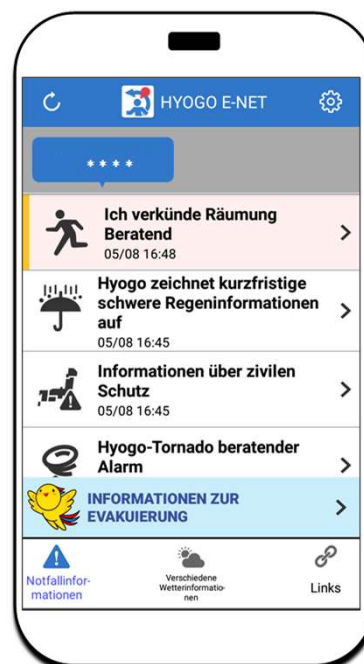 HYOGO E-NET
* * * *
Ich verkünde Räumung
Beratend
05/08 16:48
Hyogo zeichnet kurzfristige
schwere Regeninformationen
auf
05/08 16:45
Informationen über zivilen
Schutz
05/08 16:45
Hyogo-Tornado beratender
Alarm
INFORMATIONEN ZUR
EVAKUIERUNG
Notfallinfor-
mationen
Verschiedene
Wetterinformatio-
nen
Links